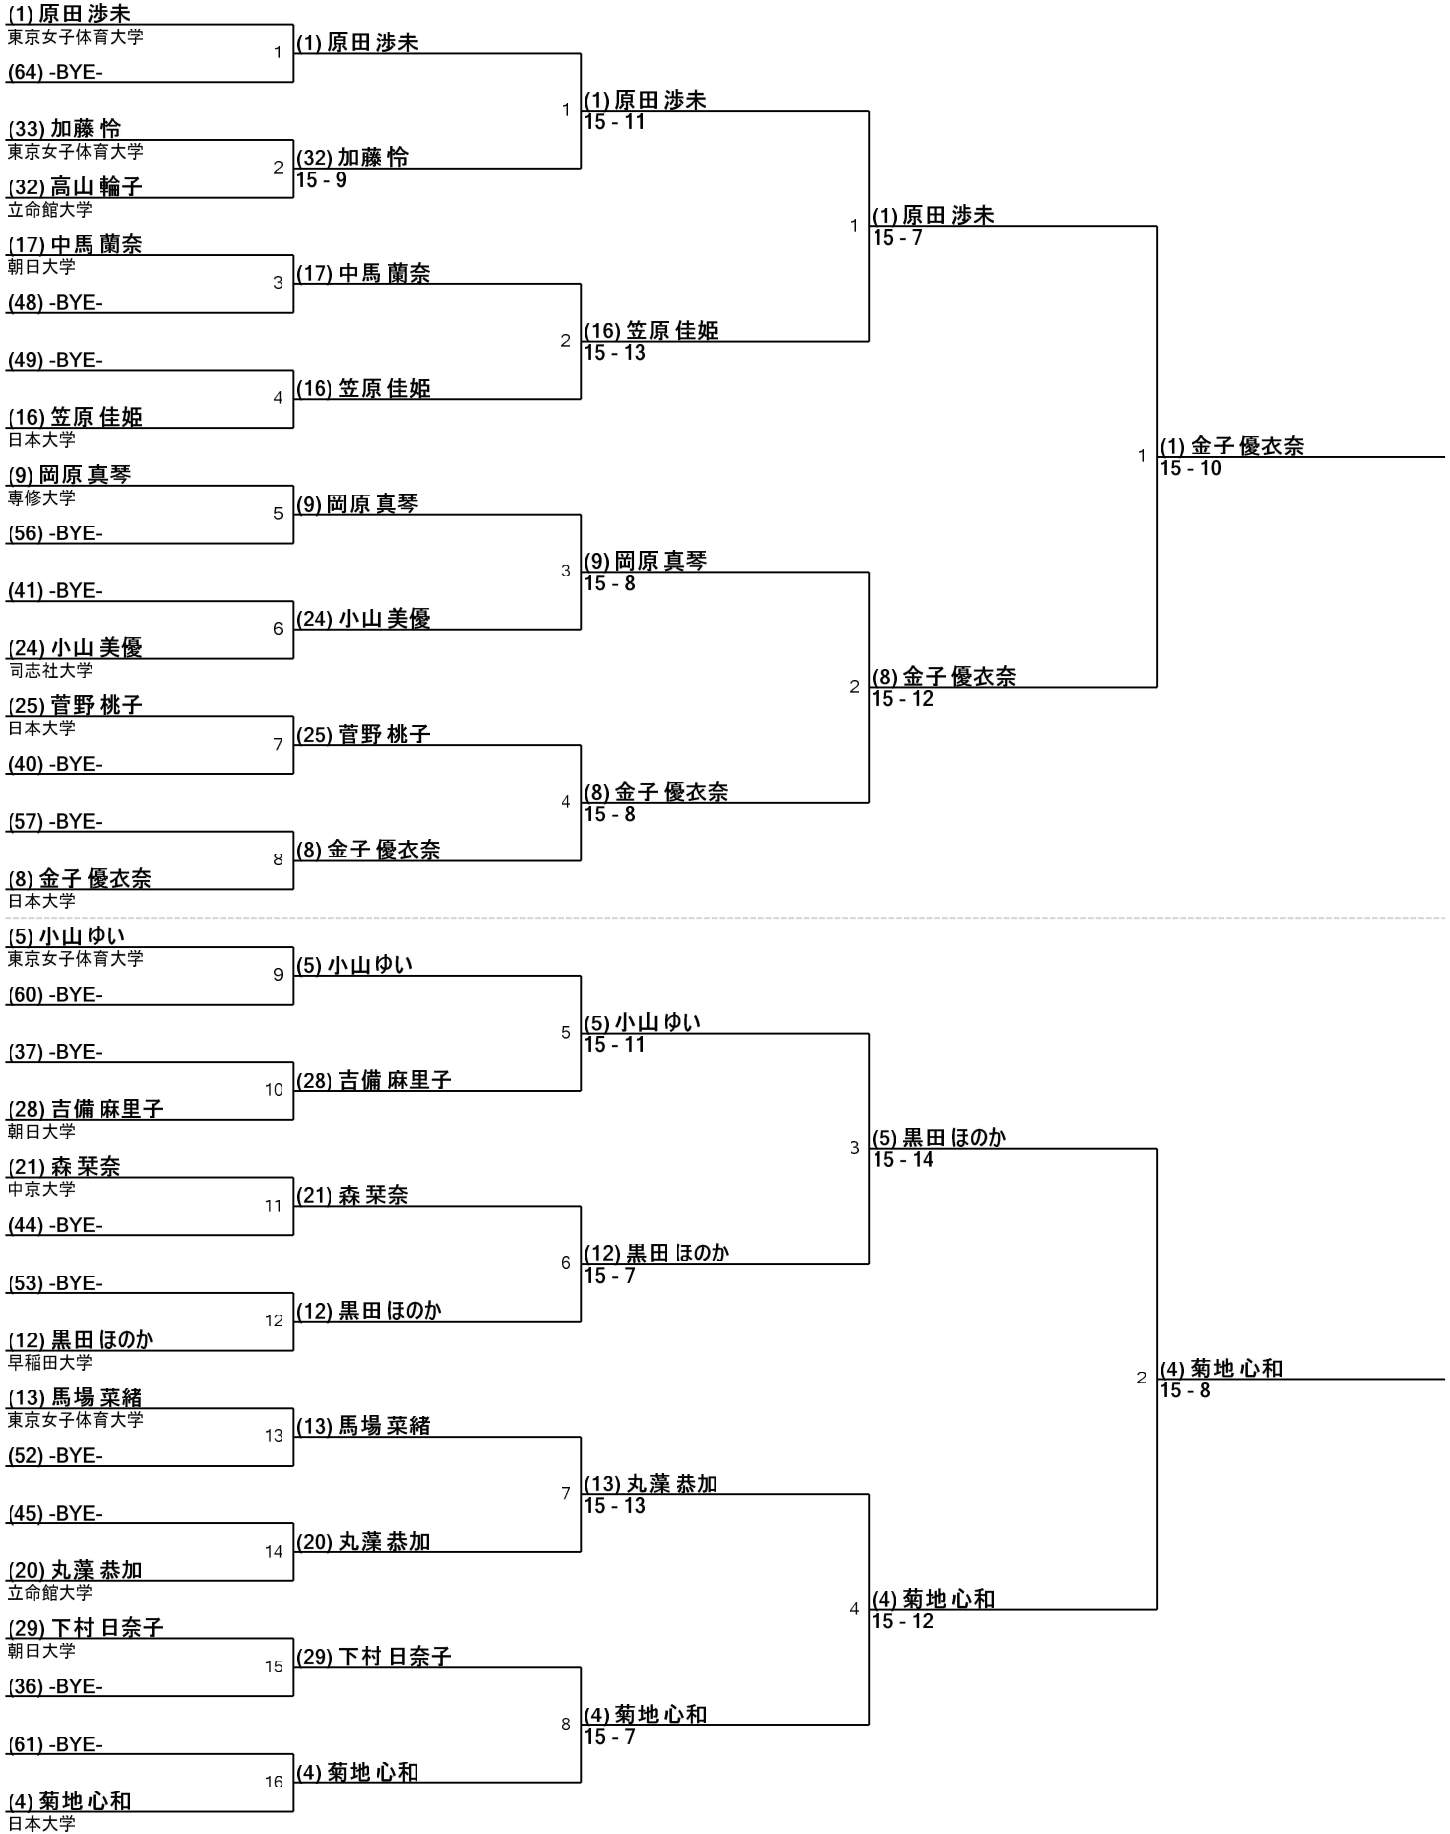 (1) 原田 渉未
東京女子体育大学
(64) -BYE-
(33) 加藤 怜
東京女子体育大学
(32) 高山 輪子
立命館大学
(17) 中馬 蘭奈
朝日大学
(48) -BYE-
(49) -BYE-
(16) 笠原 佳姫
日本大学
(9) 岡原 真琴
専修大学
(56) -BYE-
(41) -BYE-
(24) 小山 美優
司志社大学
(25) 菅野 桃子
日本大学
(40) -BYE-
(57) -BYE-
(8) 金子 優衣奈
日本大学
(5) 小山 ゆい
東京女子体育大学
(60) -BYE-
(37) -BYE-
(28) 吉備 麻里子
朝日大学
(21) 森 栞奈
中京大学
(44) -BYE-
(53) -BYE-
(12) 黒田 ほのか
早稲田大学
(13) 馬場 菜緒
東京女子体育大学
(52) -BYE-
(45) -BYE-
(20) 丸藻 恭加
立命館大学
(29) 下村 日奈子
朝日大学
(36) -BYE-
(61) -BYE-
(4) 菊地 心和
日本大学
1
(1) 原田 渉未
2
(32) 加藤 怜
15 - 9
3
(17) 中馬 蘭奈
4
(16) 笠原 佳姫
5
(9) 岡原 真琴
6
(24) 小山 美優
7
(25) 菅野 桃子
8
(8) 金子 優衣奈
9
(5) 小山 ゆい
10
(28) 吉備 麻里子
11
(21) 森 栞奈
12
(12) 黒田 ほのか
13
(13) 馬場 菜緒
14
(20) 丸藻 恭加
15
(29) 下村 日奈子
16
(4) 菊地 心和
1
(1) 原田 渉未
15 - 11
2
(16) 笠原 佳姫
15 - 13
3
(9) 岡原 真琴
15 - 8
4
(8) 金子 優衣奈
15 - 8
5
(5) 小山 ゆい
15 - 11
6
(12) 黒田 ほのか
15 - 7
7
(13) 丸藻 恭加
15 - 13
8
(4) 菊地 心和
15 - 7
1
(1) 原田 渉未
15 - 7
2
(8) 金子 優衣奈
15 - 12
3
(5) 黒田 ほのか
15 - 14
4
(4) 菊地 心和
15 - 12
1
(1) 金子 優衣奈
15 - 10
2
(4) 菊地 心和
15 - 8